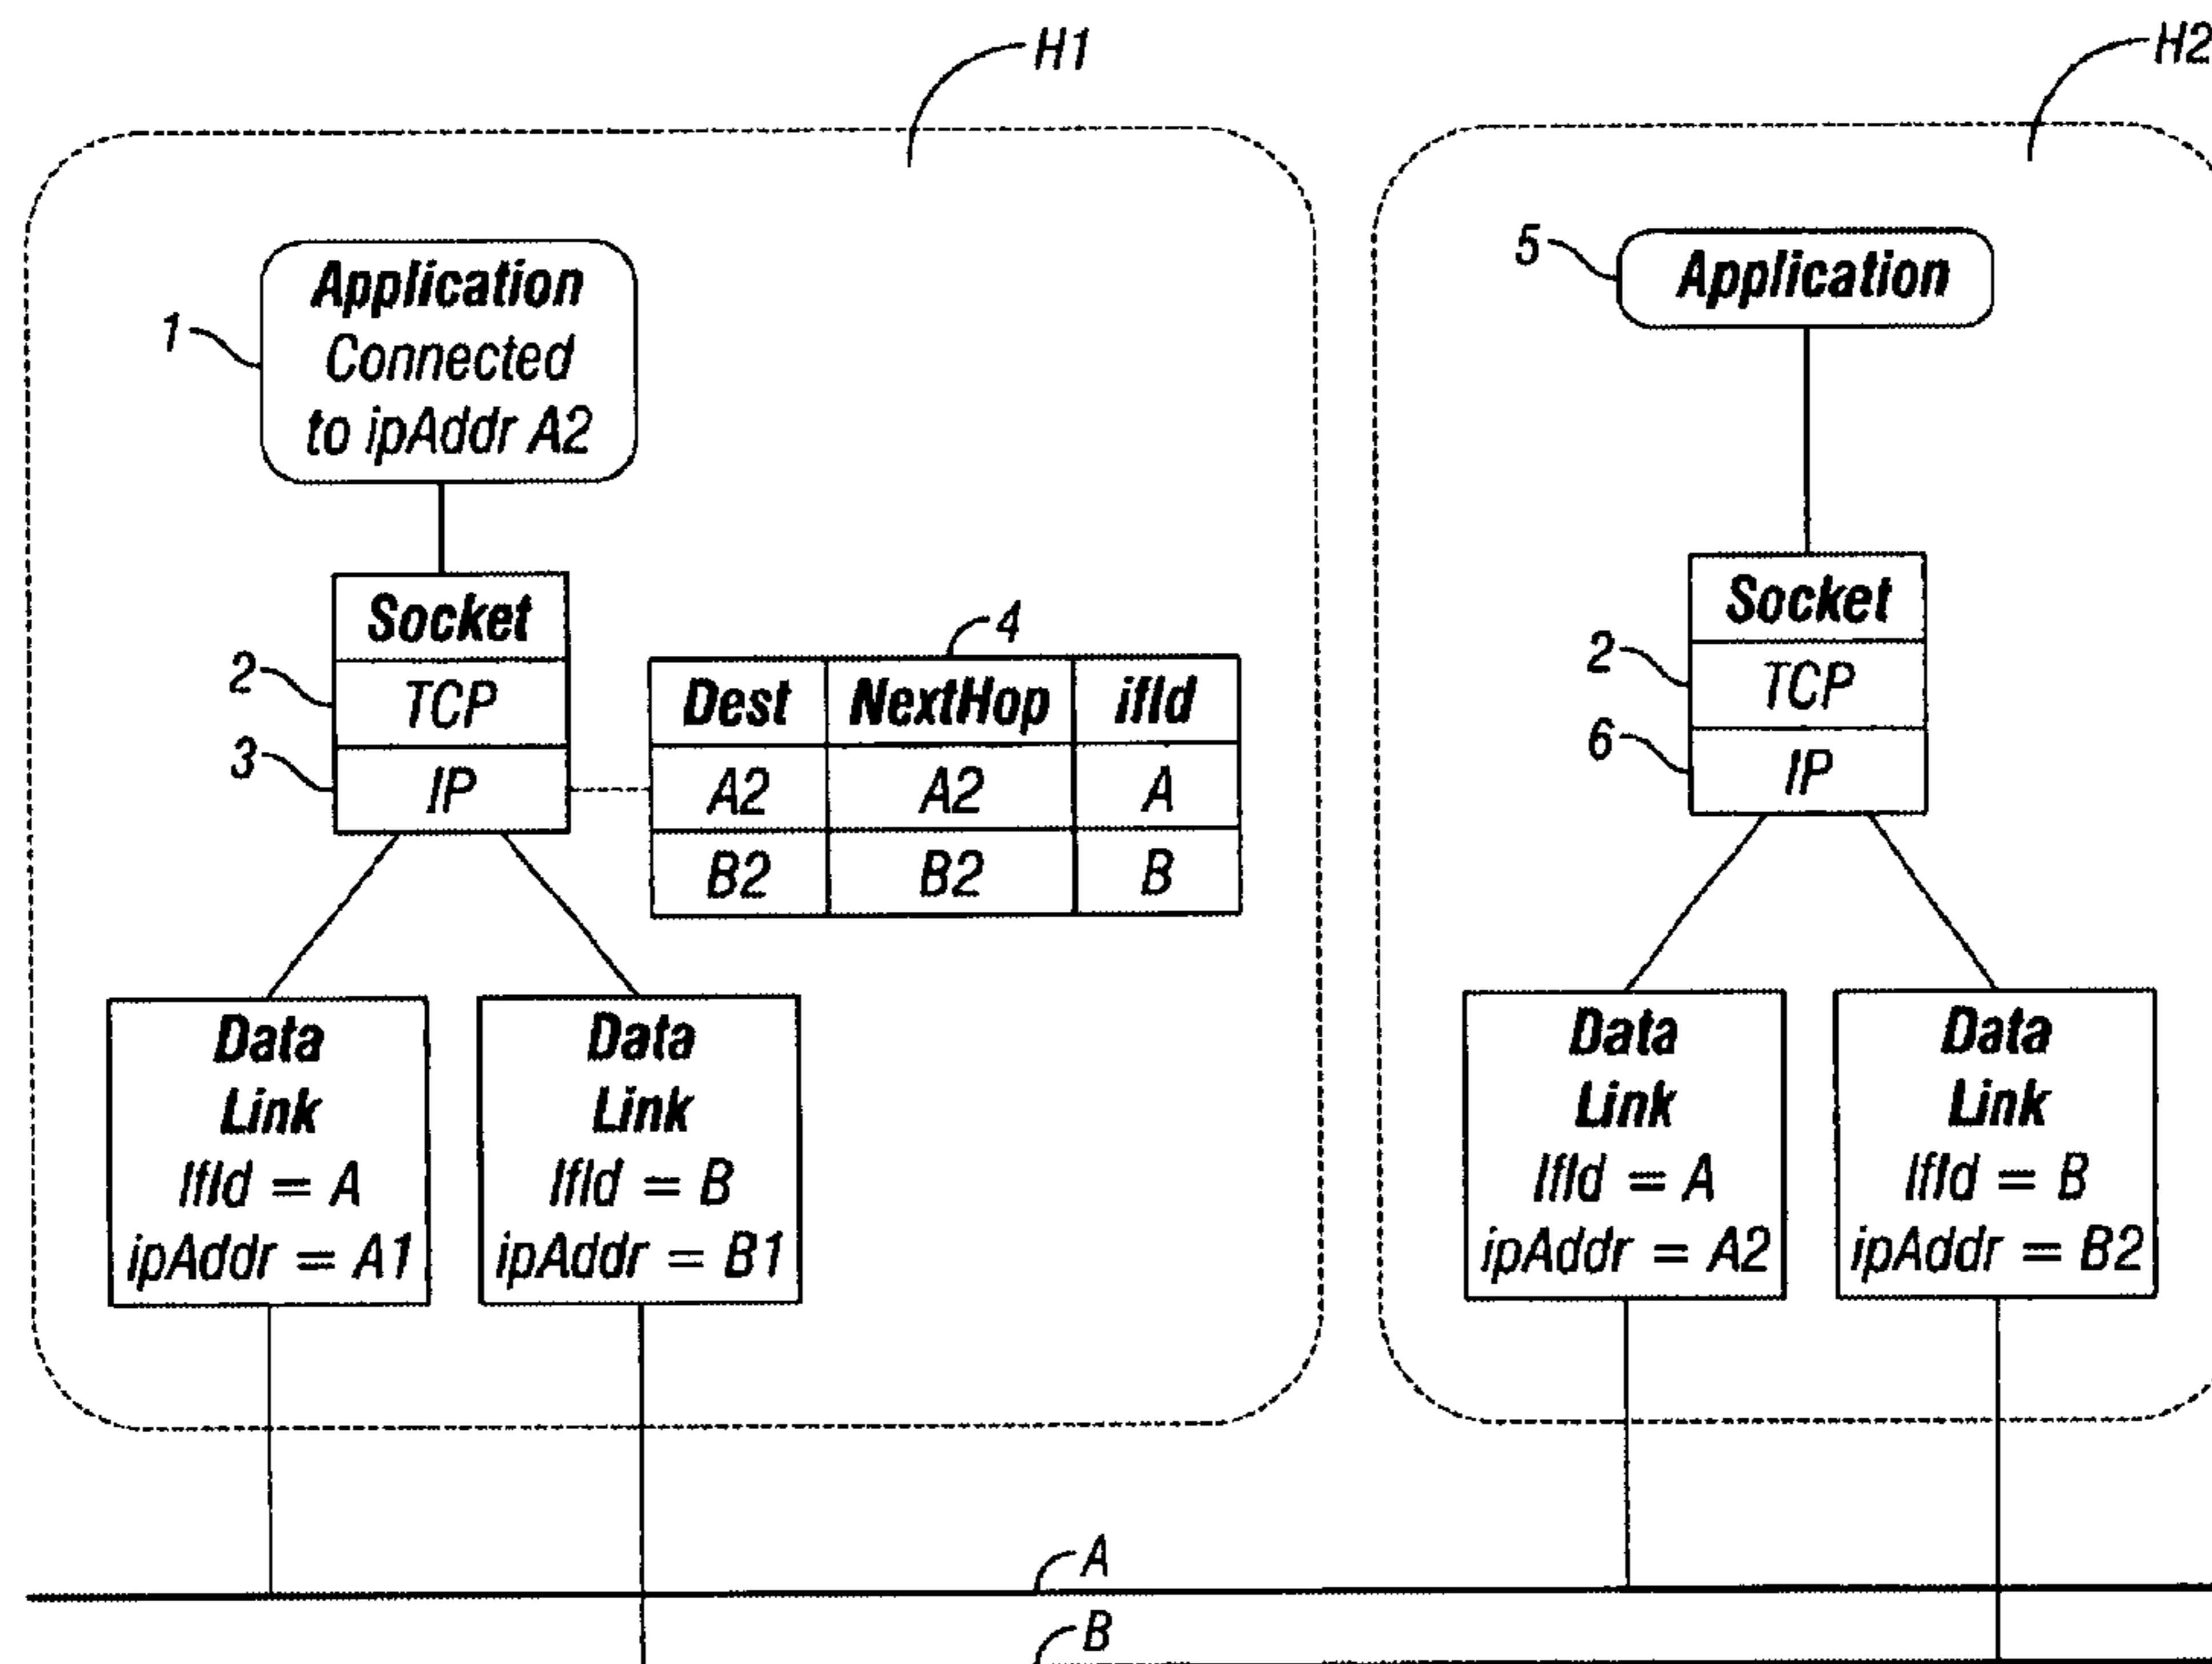 H1
H2
1
Application
Connected
to ipAddr A2
5
Application
Socket
2
TCP
3
IP
4
Dest NextHop ifId
A2 A2 A
B2 B2 B
Socket
2
TCP
6
IP
Data
Link
IfId = A
ipAddr = A1
Data
Link
IfId = B
ipAddr = B1
Data
Link
IfId = A
ipAddr = A2
Data
Link
IfId = B
ipAddr = B2
A
B